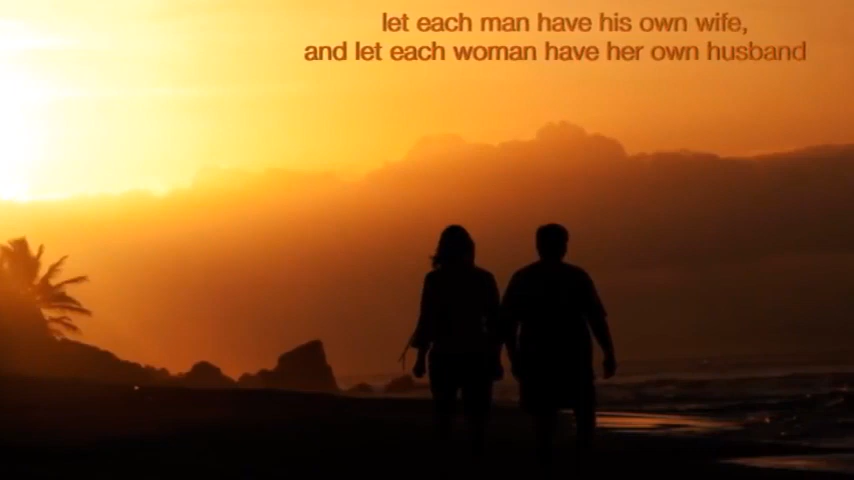 let each man have his own wife,
and let each woman have her own husband